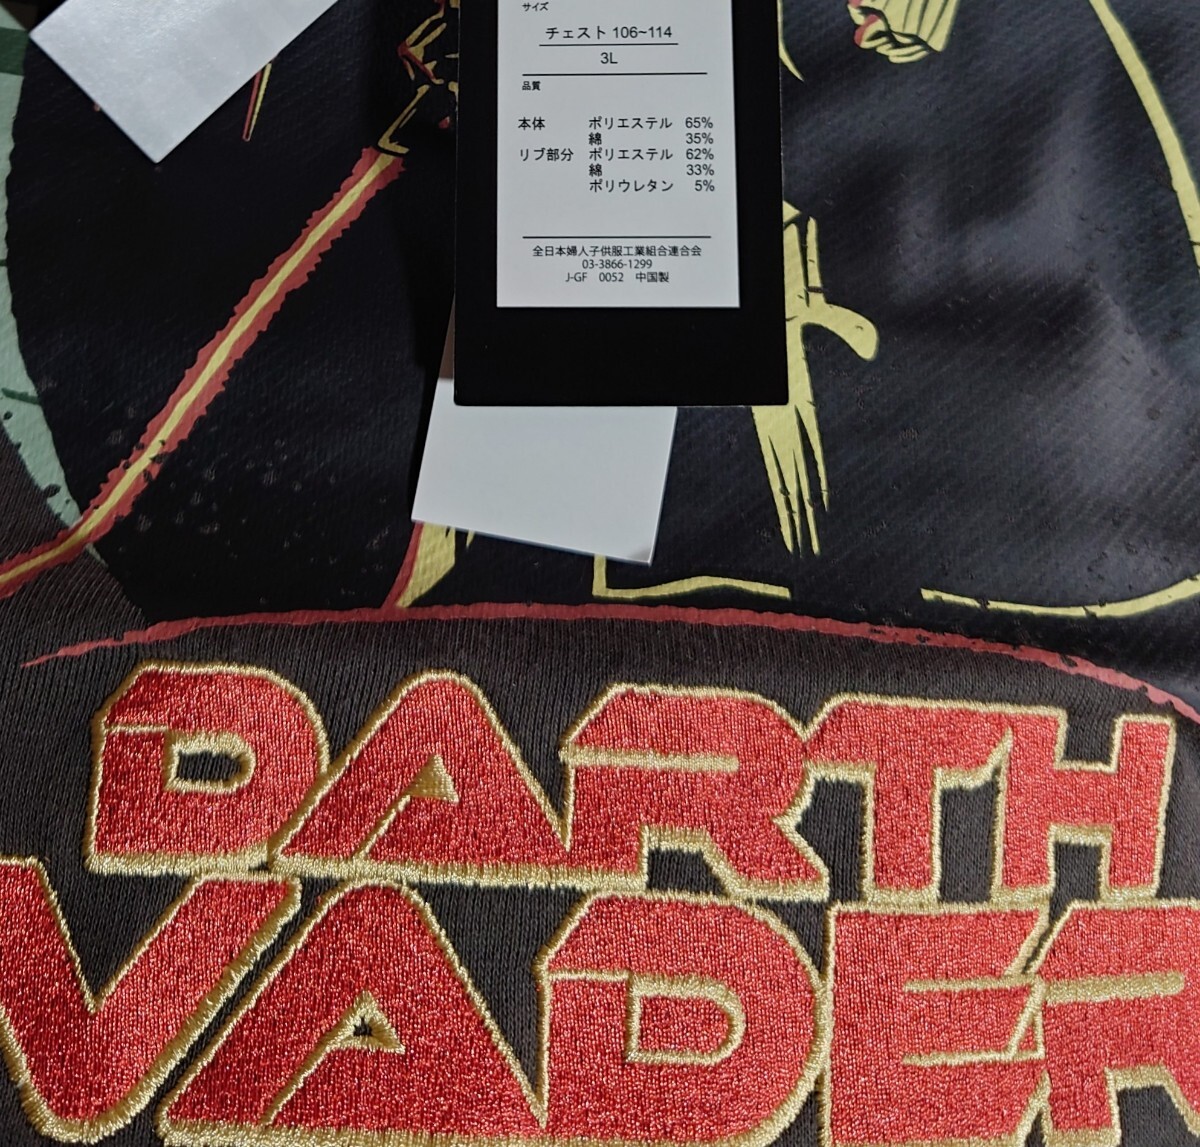 サイズ
チェスト 106~114
3L
品質
本体 ポリエステル 65%
綿 35%
リブ部分 ポリエステル 62%
綿 33%
ポリウレタン 5%
全日本婦人子供服工業組合連合会
03-3866-1299
J-GF 0052 中国製
DARTH
VADER